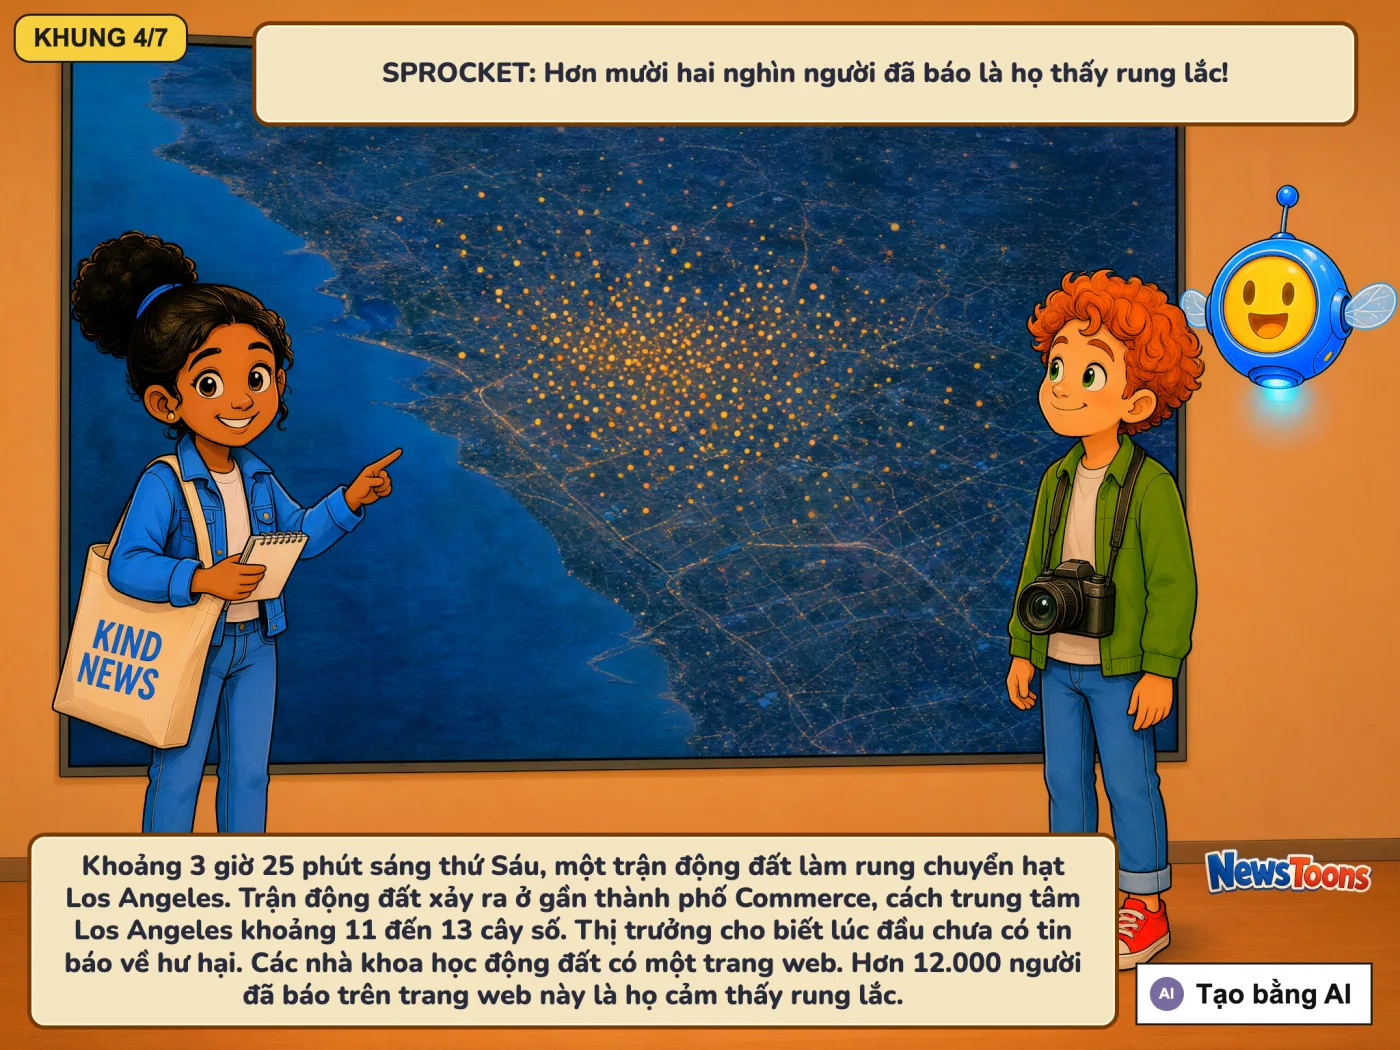 KHUNG 4/7
SPROCKET: Hơn mười hai nghìn người đã báo là họ thấy rung lắc!
KIND
NEWS
Khoảng 3 giờ 25 phút sáng thứ Sáu, một trận động đất làm rung chuyển hạt
Los Angeles. Trận động đất xảy ra ở gần thành phố Commerce, cách trung tâm
Los Angeles khoảng 11 đến 13 cây số. Thị trưởng cho biết lúc đầu chưa có tin
báo về hư hại. Các nhà khoa học động đất có một trang web. Hơn 12.000 người
đã báo trên trang web này là họ cảm thấy rung lắc.
NewsToons
AI Tạo bằng AI